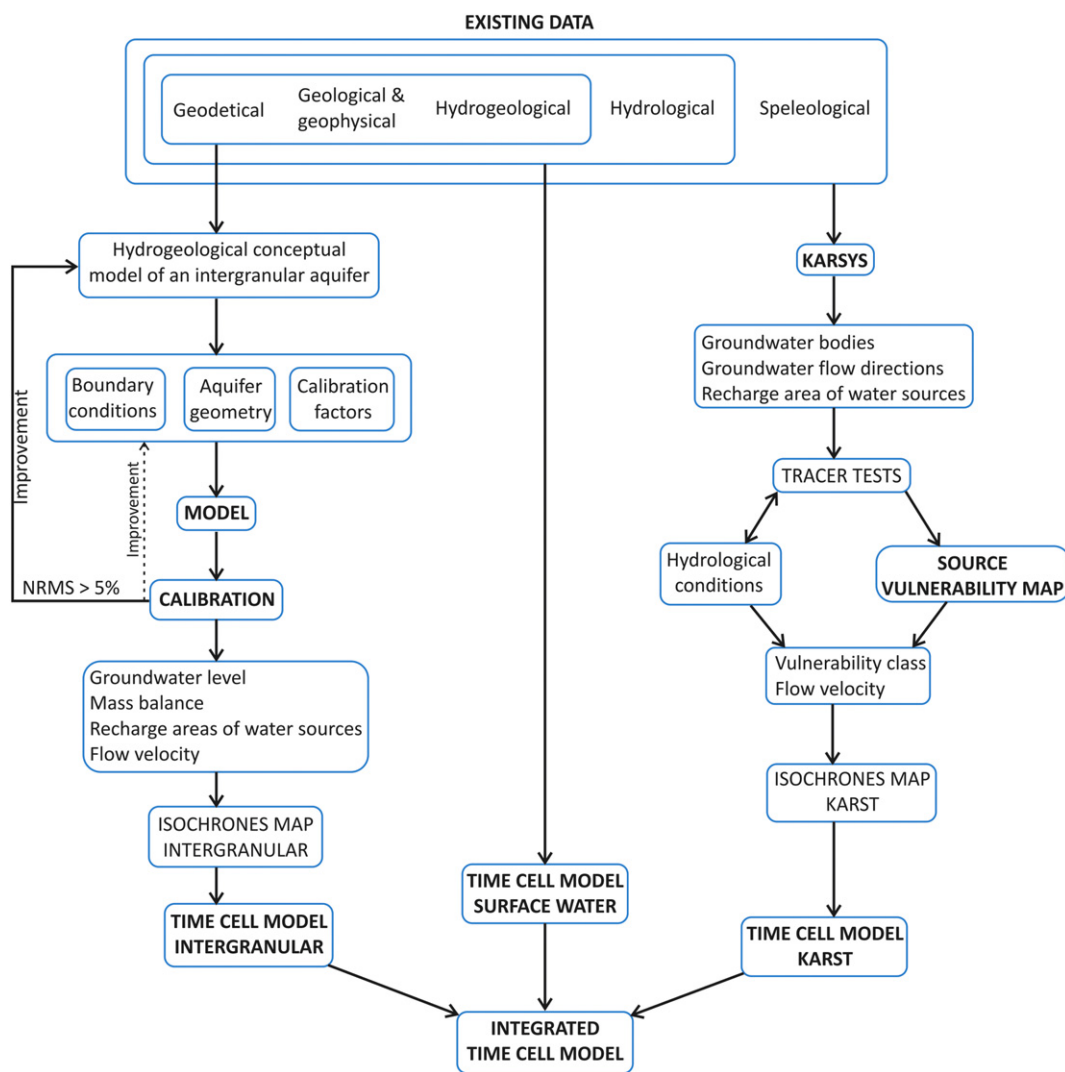 EXISTING DATA
Geodetical
Geological &
geophysical
Hydrogeological
Hydrological
Speleological
Hydrogeological conceptual
model of an intergranular aquifer
Improvement
Boundary
conditions
Aquifer
geometry
Calibration
factors
Improvement
MODEL
NRMS > 5%
CALIBRATION
Groundwater level
Mass balance
Recharge areas of water sources
Flow velocity
ISOCHRONES MAP
INTERGRANULAR
TIME CELL MODEL
INTERGRANULAR
TIME CELL MODEL
SURFACE WATER
KARSYS
Groundwater bodies
Groundwater flow directions
Recharge area of water sources
TRACER TESTS
Hydrological
conditions
SOURCE
VULNERABILITY MAP
Vulnerability class
Flow velocity
ISOCHRONES MAP
KARST
TIME CELL MODEL
KARST
INTEGRATED
TIME CELL MODEL